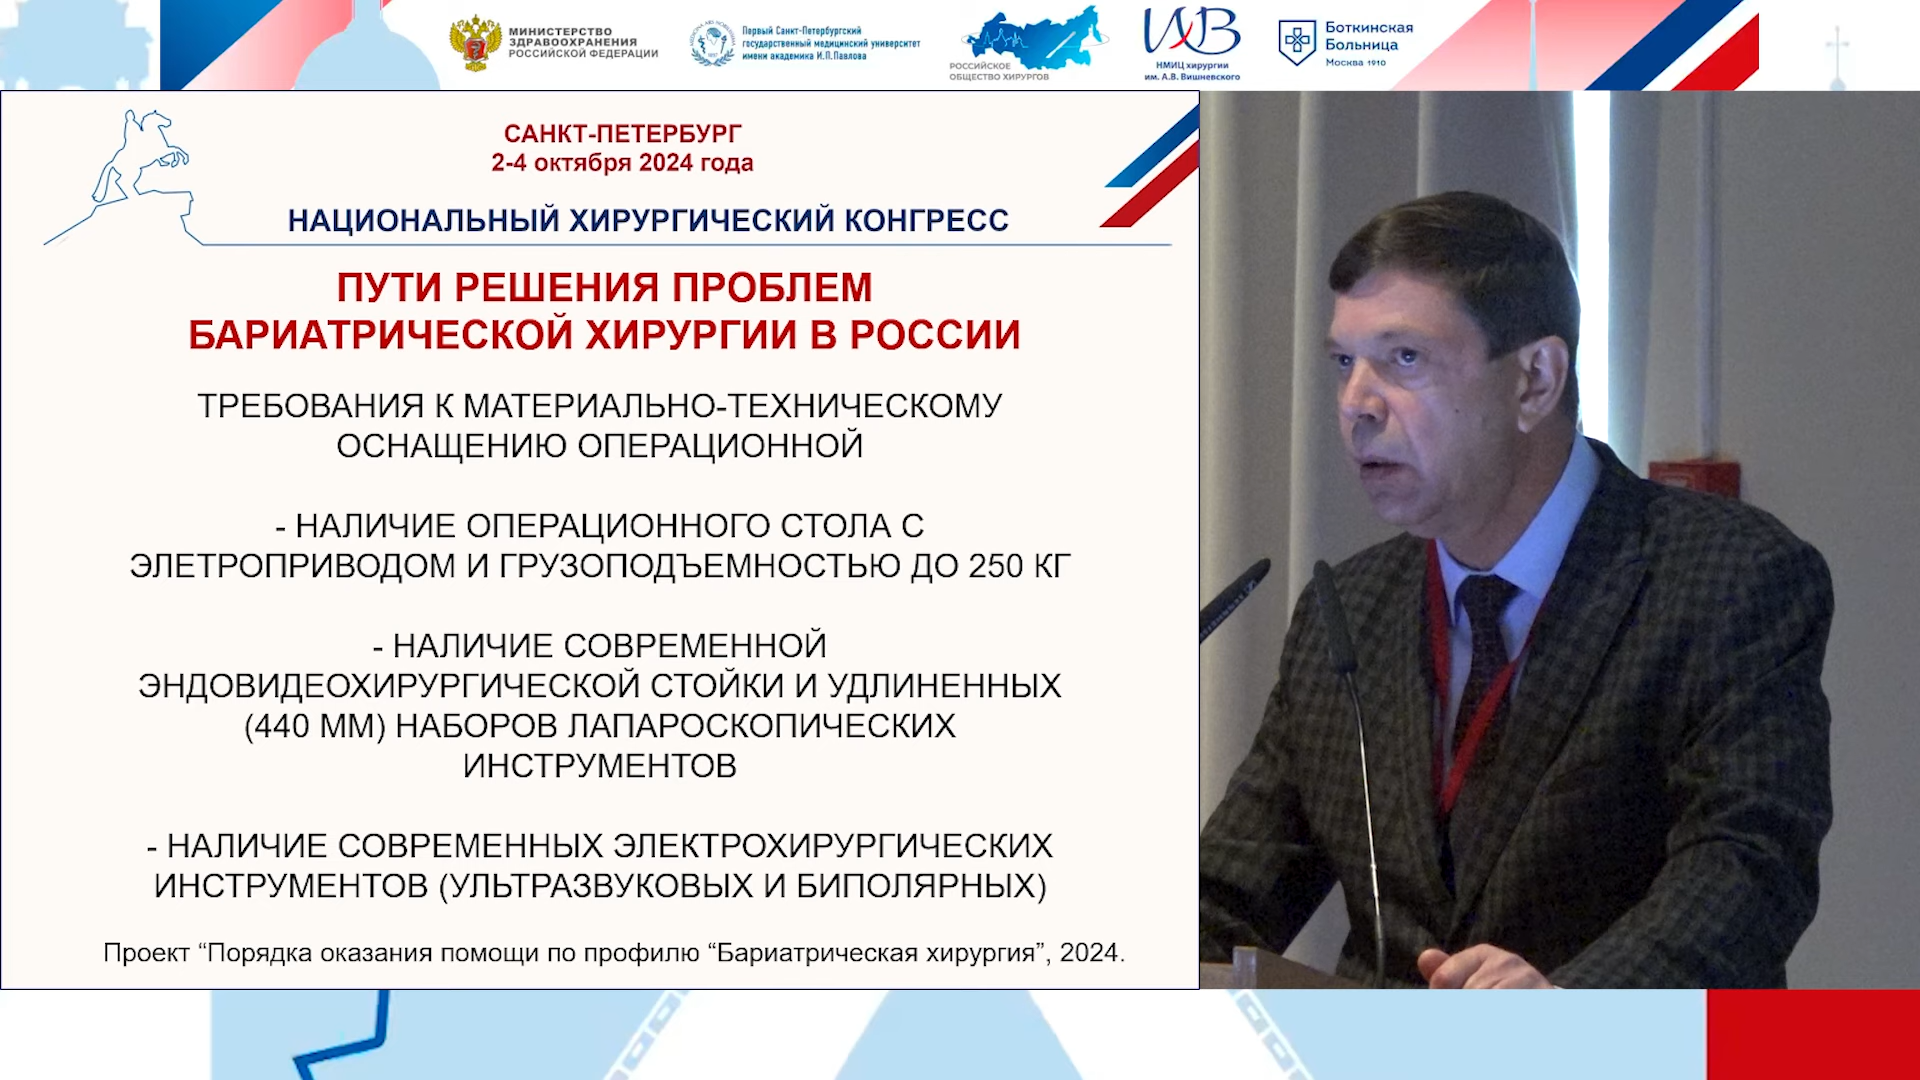 МИНИСТЕРСТВО
ЗДРАВООХРАНЕНИЯ
РОССИЙСКОЙ ФЕДЕРАЦИИ
Первый Санкт-Петербургский
государственный медицинский университет
имени академика И.П.Павлова
РОССИЙСКОЕ
ОБЩЕСТВО ХИРУРГОВ
НМИЦ хирургии
им. А.В. Вишневского
Боткинская
Больница
Москва 1910
САНКТ-ПЕТЕРБУРГ
2-4 октября 2024 года
НАЦИОНАЛЬНЫЙ ХИРУРГИЧЕСКИЙ КОНГРЕСС
ПУТИ РЕШЕНИЯ ПРОБЛЕМ
БАРИАТРИЧЕСКОЙ ХИРУРГИИ В РОССИИ
ТРЕБОВАНИЯ К МАТЕРИАЛЬНО-ТЕХНИЧЕСКОМУ
ОСНАЩЕНИЮ ОПЕРАЦИОННОЙ
- НАЛИЧИЕ ОПЕРАЦИОННОГО СТОЛА С
ЭЛЕТРОПРИВОДОМ И ГРУЗОПОДЪЕМНОСТЬЮ ДО 250 КГ
- НАЛИЧИЕ СОВРЕМЕННОЙ
ЭНДОВИДЕОХИРУРГИЧЕСКОЙ СТОЙКИ И УДЛИНЕННЫХ
(440 ММ) НАБОРОВ ЛАПАРОСКОПИЧЕСКИХ
ИНСТРУМЕНТОВ
- НАЛИЧИЕ СОВРЕМЕННЫХ ЭЛЕКТРОХИРУРГИЧЕСКИХ
ИНСТРУМЕНТОВ (УЛЬТРАЗВУКОВЫХ И БИПОЛЯРНЫХ)
Проект “Порядка оказания помощи по профилю “Бариатрическая хирургия”, 2024.